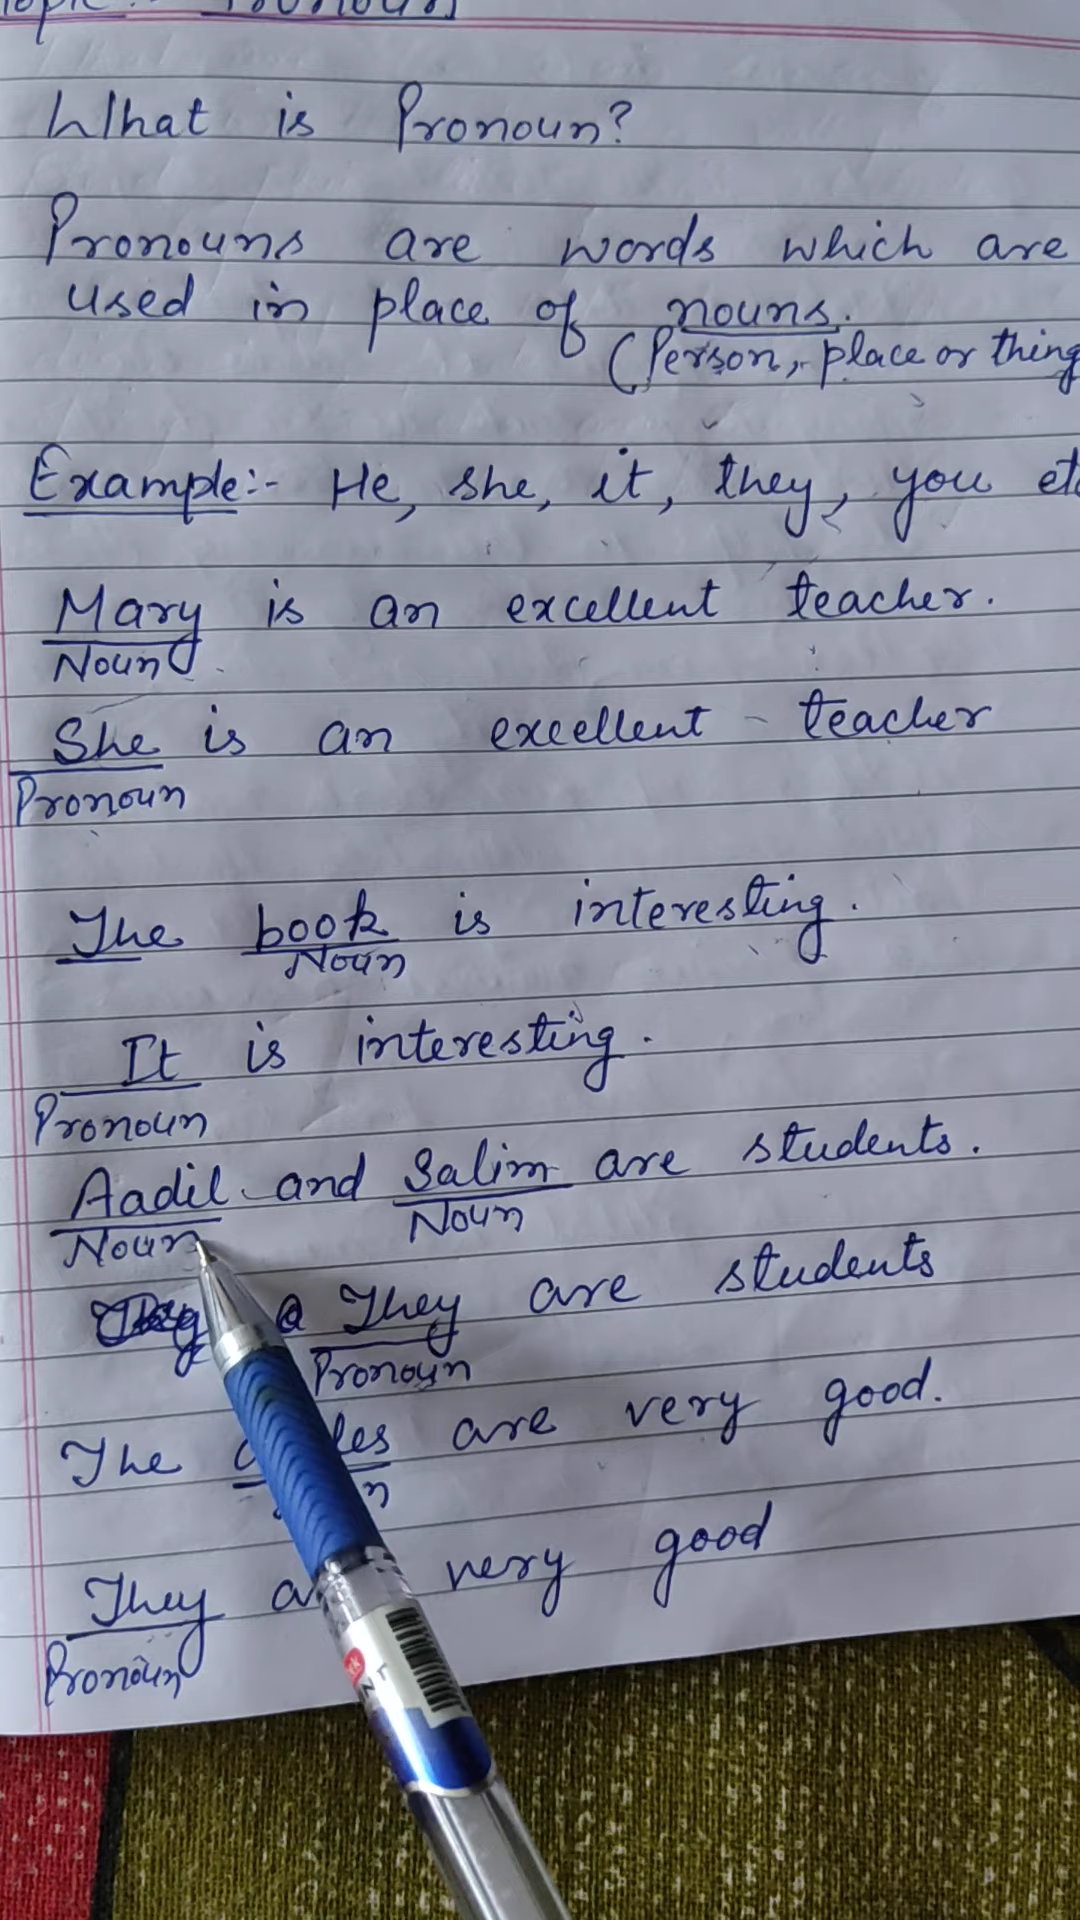 Topic - Pronouns
What is Pronoun?
Pronouns are words which are
used in place of nouns.
(Person, place or thing
Example:- He, she, it, they, you etc
Mary is an excellent teacher.
Noun
She is an excellent teacher
Pronoun
The book is interesting.
Noun
It is interesting.
Pronoun
Aadil and Salim are students.
Noun Noun
They are students
Pronoun
The are very good.
They very good
Pronoun